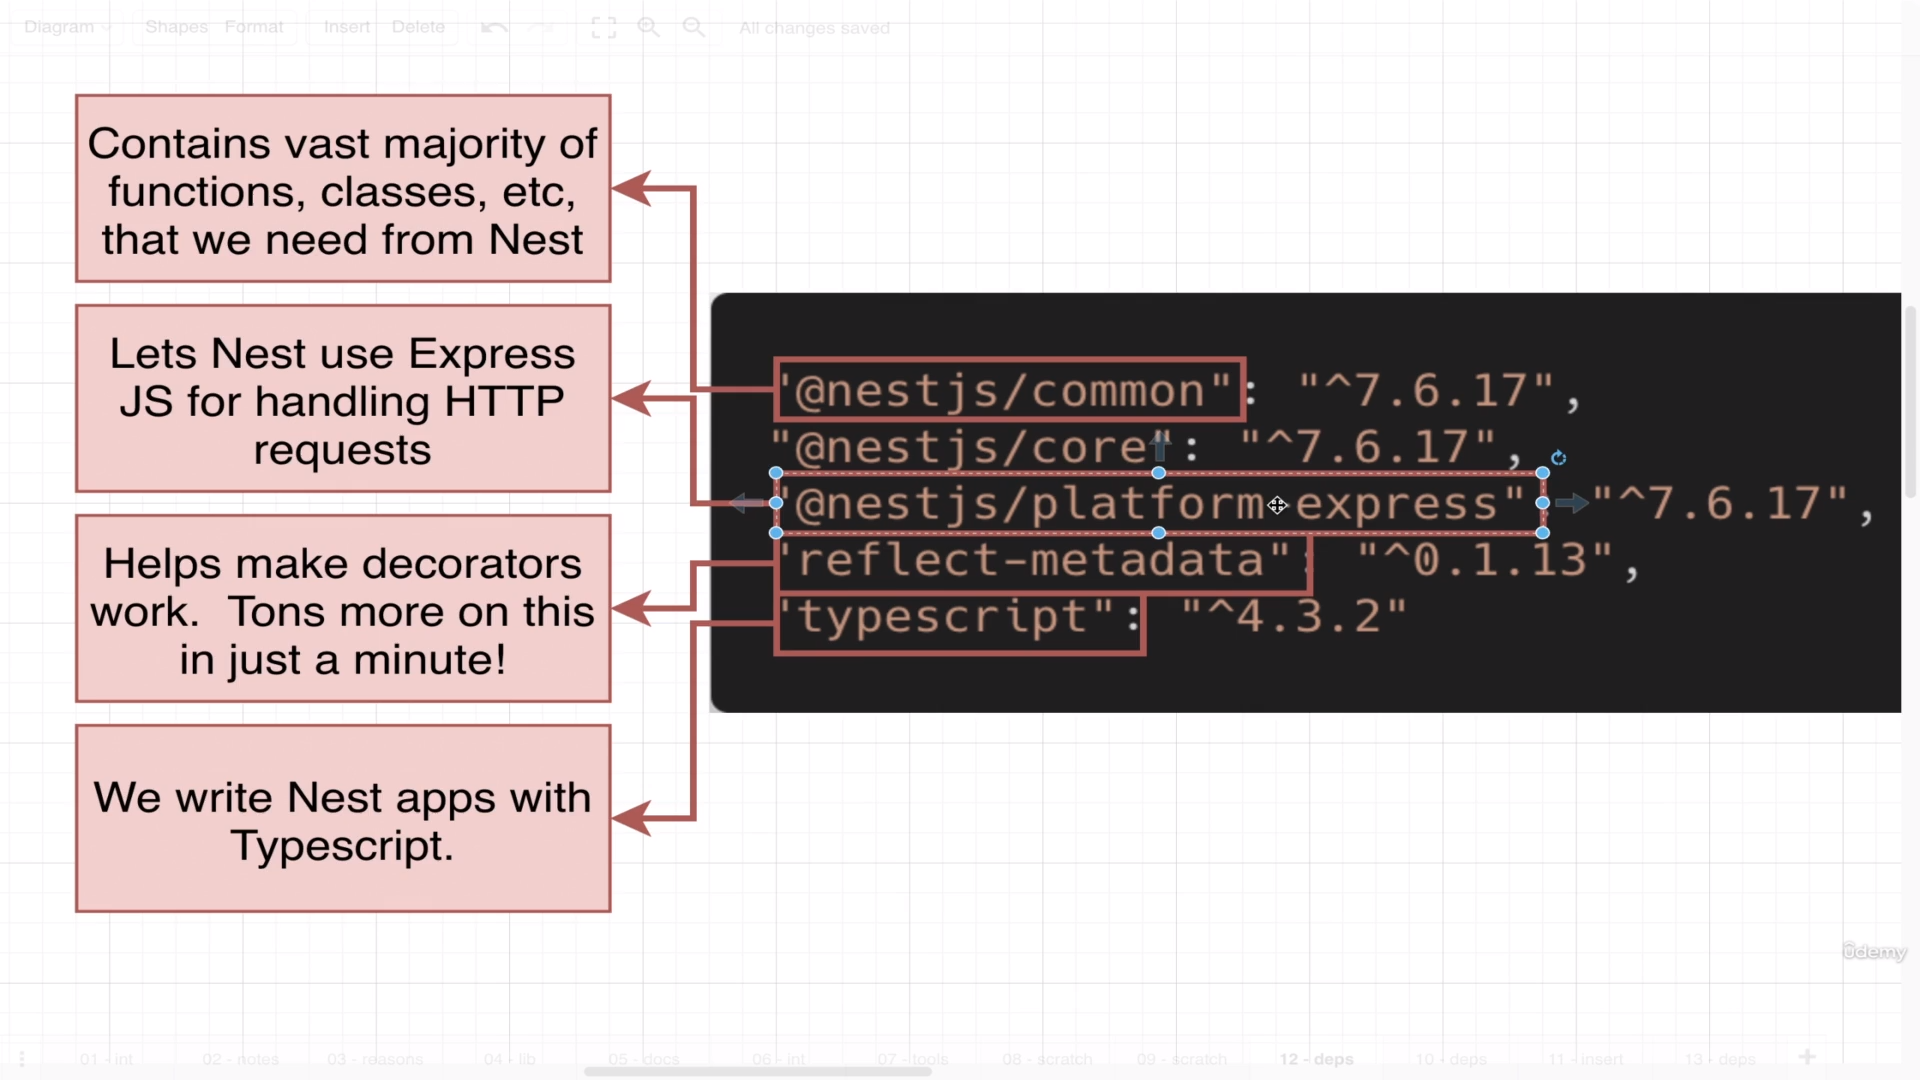 Diagram Shapes Format Insert Delete All changes saved
Contains vast majority of
functions, classes, etc,
that we need from Nest
Lets Nest use Express
JS for handling HTTP
requests
Helps make decorators
work.  Tons more on this
in just a minute!
We write Nest apps with
Typescript.
"@nestjs/common": "^7.6.17",
"@nestjs/core": "^7.6.17",
"@nestjs/platform-express" "^7.6.17",
"reflect-metadata": "^0.1.13",
"typescript": "^4.3.2"
ûdemy
01 - int 02 - notes 03 - reasons 04 - lib 05 - docs 06 - int 07 - tools 08 - scratch 09 - scratch 12 - deps 10 - deps 11 - insert 13 - deps